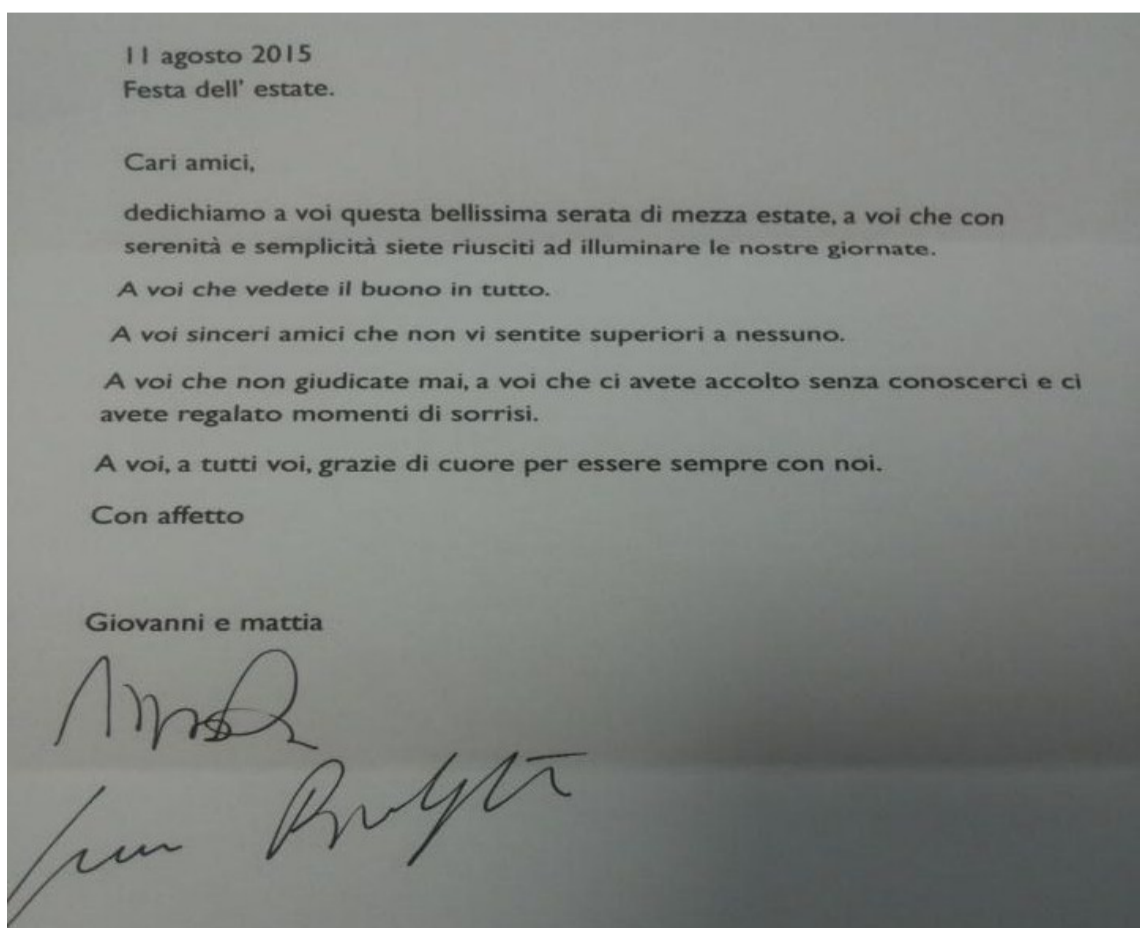 11 agosto 2015
Festa dell' estate.
Cari amici,
dedichiamo a voi questa bellissima serata di mezza estate, a voi che con
serenità e semplicità siete riusciti ad illuminare le nostre giornate.
A voi che vedete il buono in tutto.
A voi sinceri amici che non vi sentite superiori a nessuno.
A voi che non giudicate mai, a voi che ci avete accolto senza conoscerci e ci
avete regalato momenti di sorrisi.
A voi, a tutti voi, grazie di cuore per essere sempre con noi.
Con affetto
Giovanni e mattia